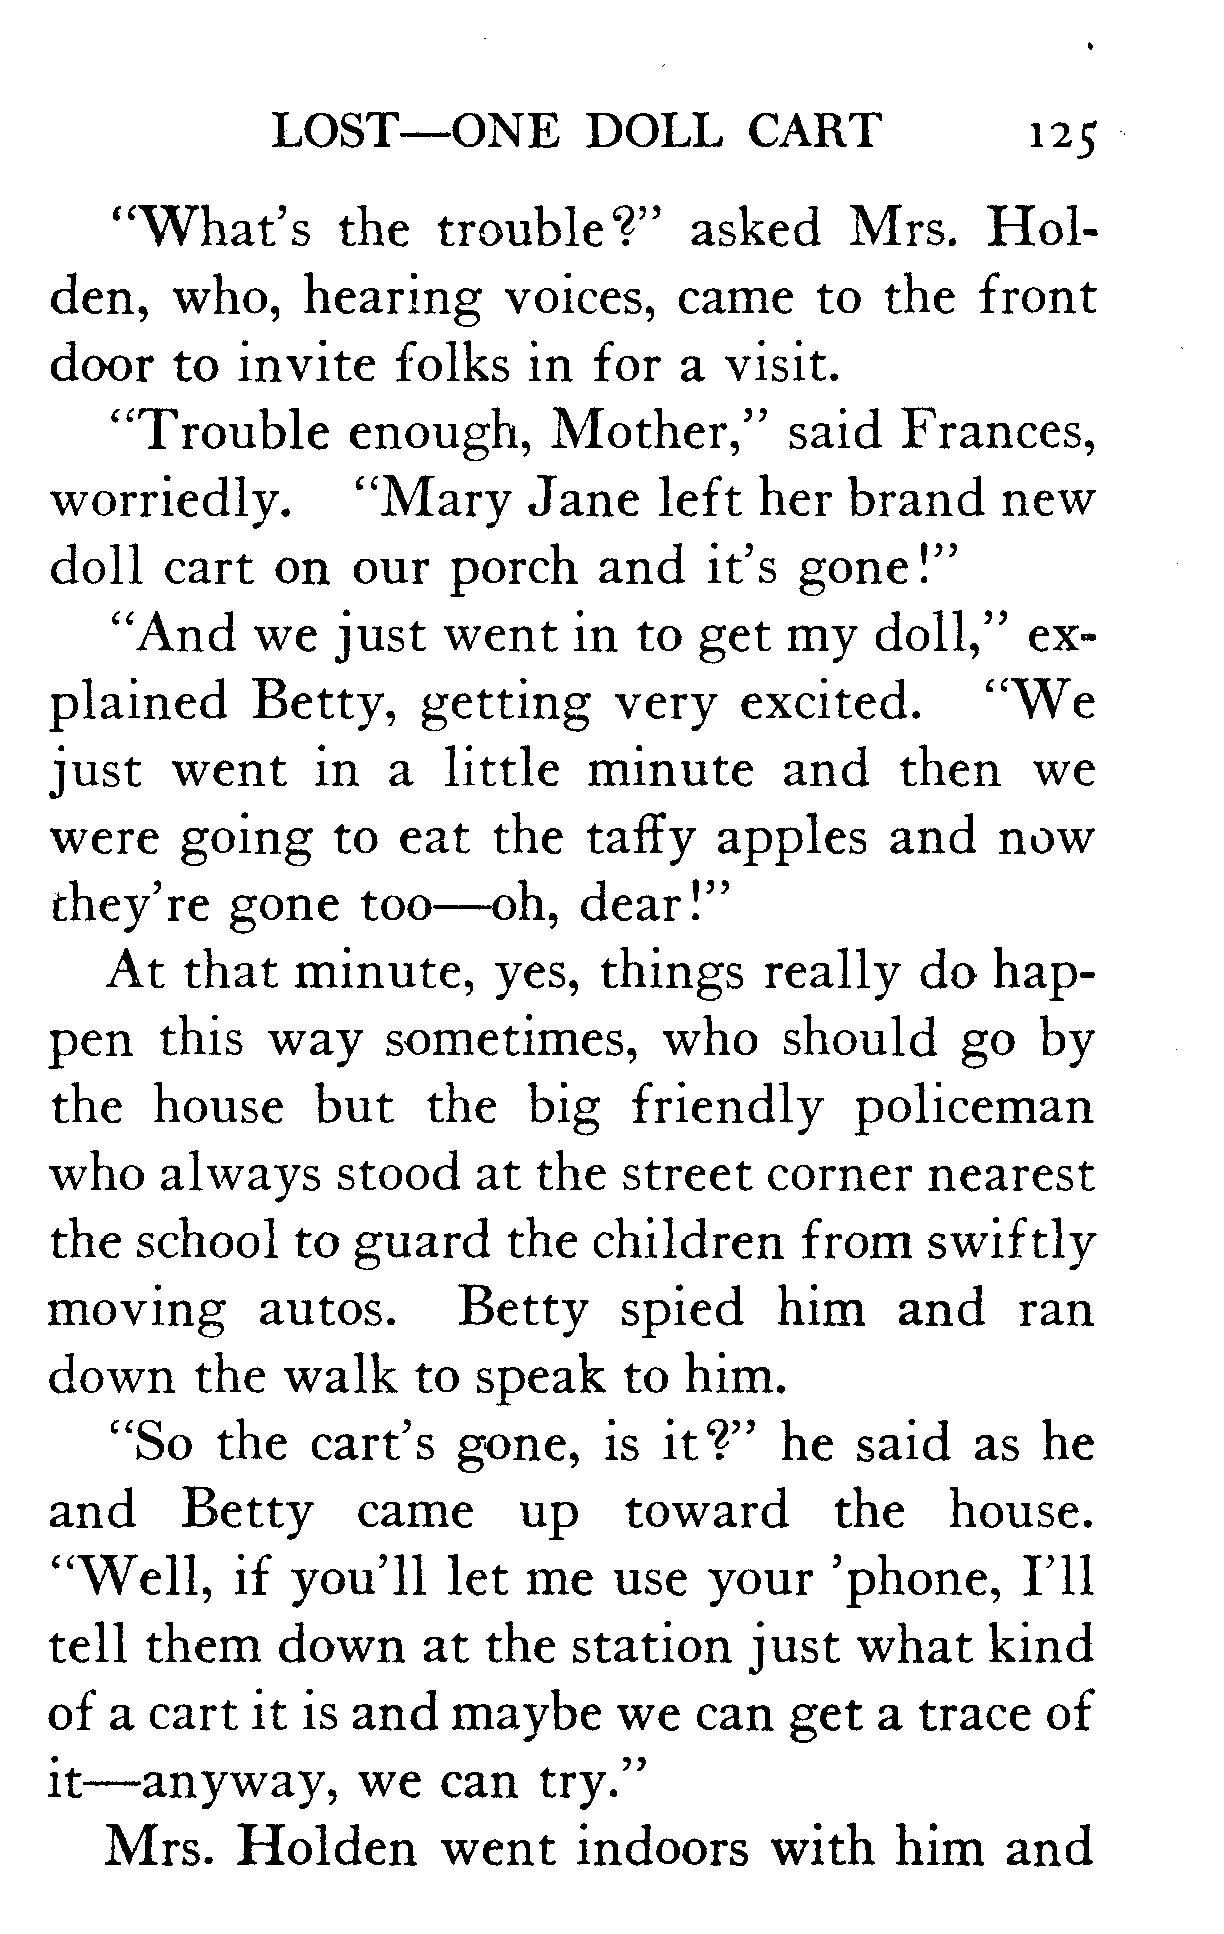 LOST—ONE DOLL CART 125
“What’s the trouble?” asked Mrs. Hol-
den, who, hearing voices, came to the front
door to invite folks in for a visit.
“Trouble enough, Mother,” said Frances,
worriedly. “Mary Jane left her brand new
doll cart on our porch and it’s gone!”
“And we just went in to get my doll,” ex-
plained Betty, getting very excited. “We
just went in a little minute and then we
were going to eat the taffy apples and now
they’re gone too—oh, dear!”
At that minute, yes, things really do hap-
pen this way sometimes, who should go by
the house but the big friendly policeman
who always stood at the street corner nearest
the school to guard the children from swiftly
moving autos. Betty spied him and ran
down the walk to speak to him.
“So the cart’s gone, is it?” he said as he
and Betty came up toward the house.
“Well, if you’ll let me use your ’phone, I’ll
tell them down at the station just what kind
of a cart it is and maybe we can get a trace of
it—anyway, we can try.”
Mrs. Holden went indoors with him and